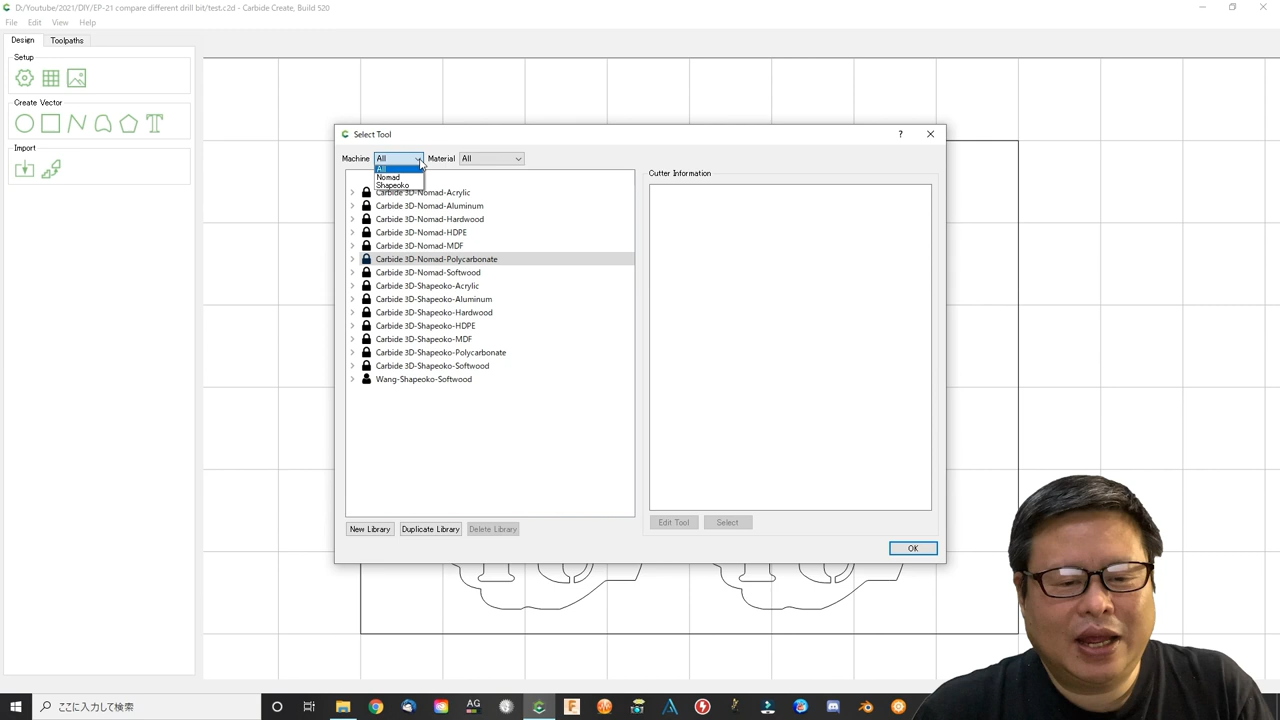 D:/Youtube/2021/DIY/EP-21 compare different drill bit/test.c2d - Carbide Create, Build 520
File Edit View Help
Design Toolpaths
Setup
Create Vector
T
Import
Select Tool ?
Machine All Material All
All
Nomad
Shapeoko
Cutter Information
Carbide 3D-Nomad-Acrylic
Carbide 3D-Nomad-Aluminum
Carbide 3D-Nomad-Hardwood
Carbide 3D-Nomad-HDPE
Carbide 3D-Nomad-MDF
Carbide 3D-Nomad-Polycarbonate
Carbide 3D-Nomad-Softwood
Carbide 3D-Shapeoko-Acrylic
Carbide 3D-Shapeoko-Aluminum
Carbide 3D-Shapeoko-Hardwood
Carbide 3D-Shapeoko-HDPE
Carbide 3D-Shapeoko-MDF
Carbide 3D-Shapeoko-Polycarbonate
Carbide 3D-Shapeoko-Softwood
Wang-Shapeoko-Softwood
New Library Duplicate Library Delete Library
Edit Tool Select
OK
ここに入力して検索
AG
F